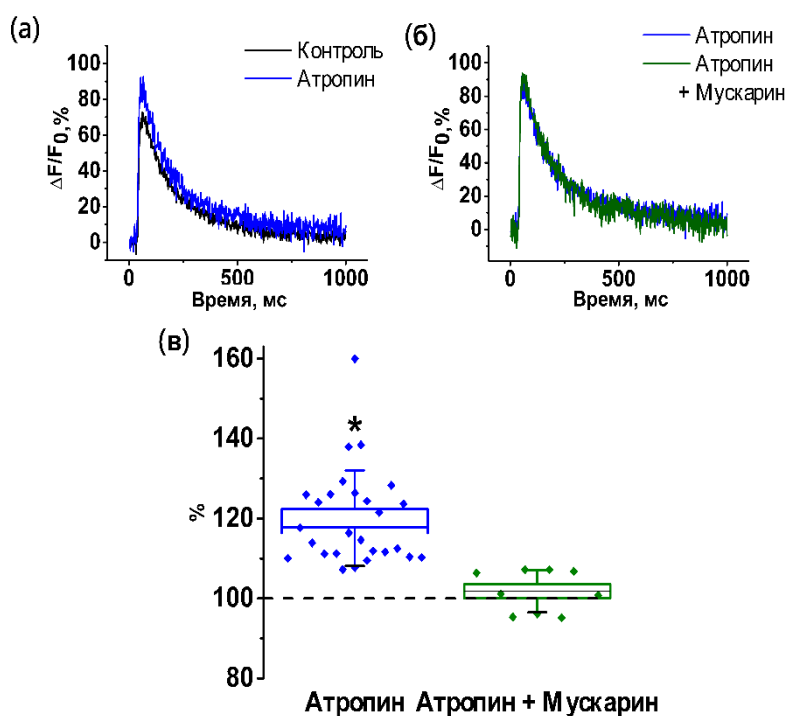 (а)
Контроль
Атропин
100
80
60
40
20
0
ΔF/F0,%
0
500
1000
Время, мс
(б)
Атропин
Атропин
+ Мускарин
100
80
60
40
20
0
ΔF/F0,%
0
500
1000
Время, мс
(в)
160
140
120
100
80
%
*
Атропин Атропин + Мускарин